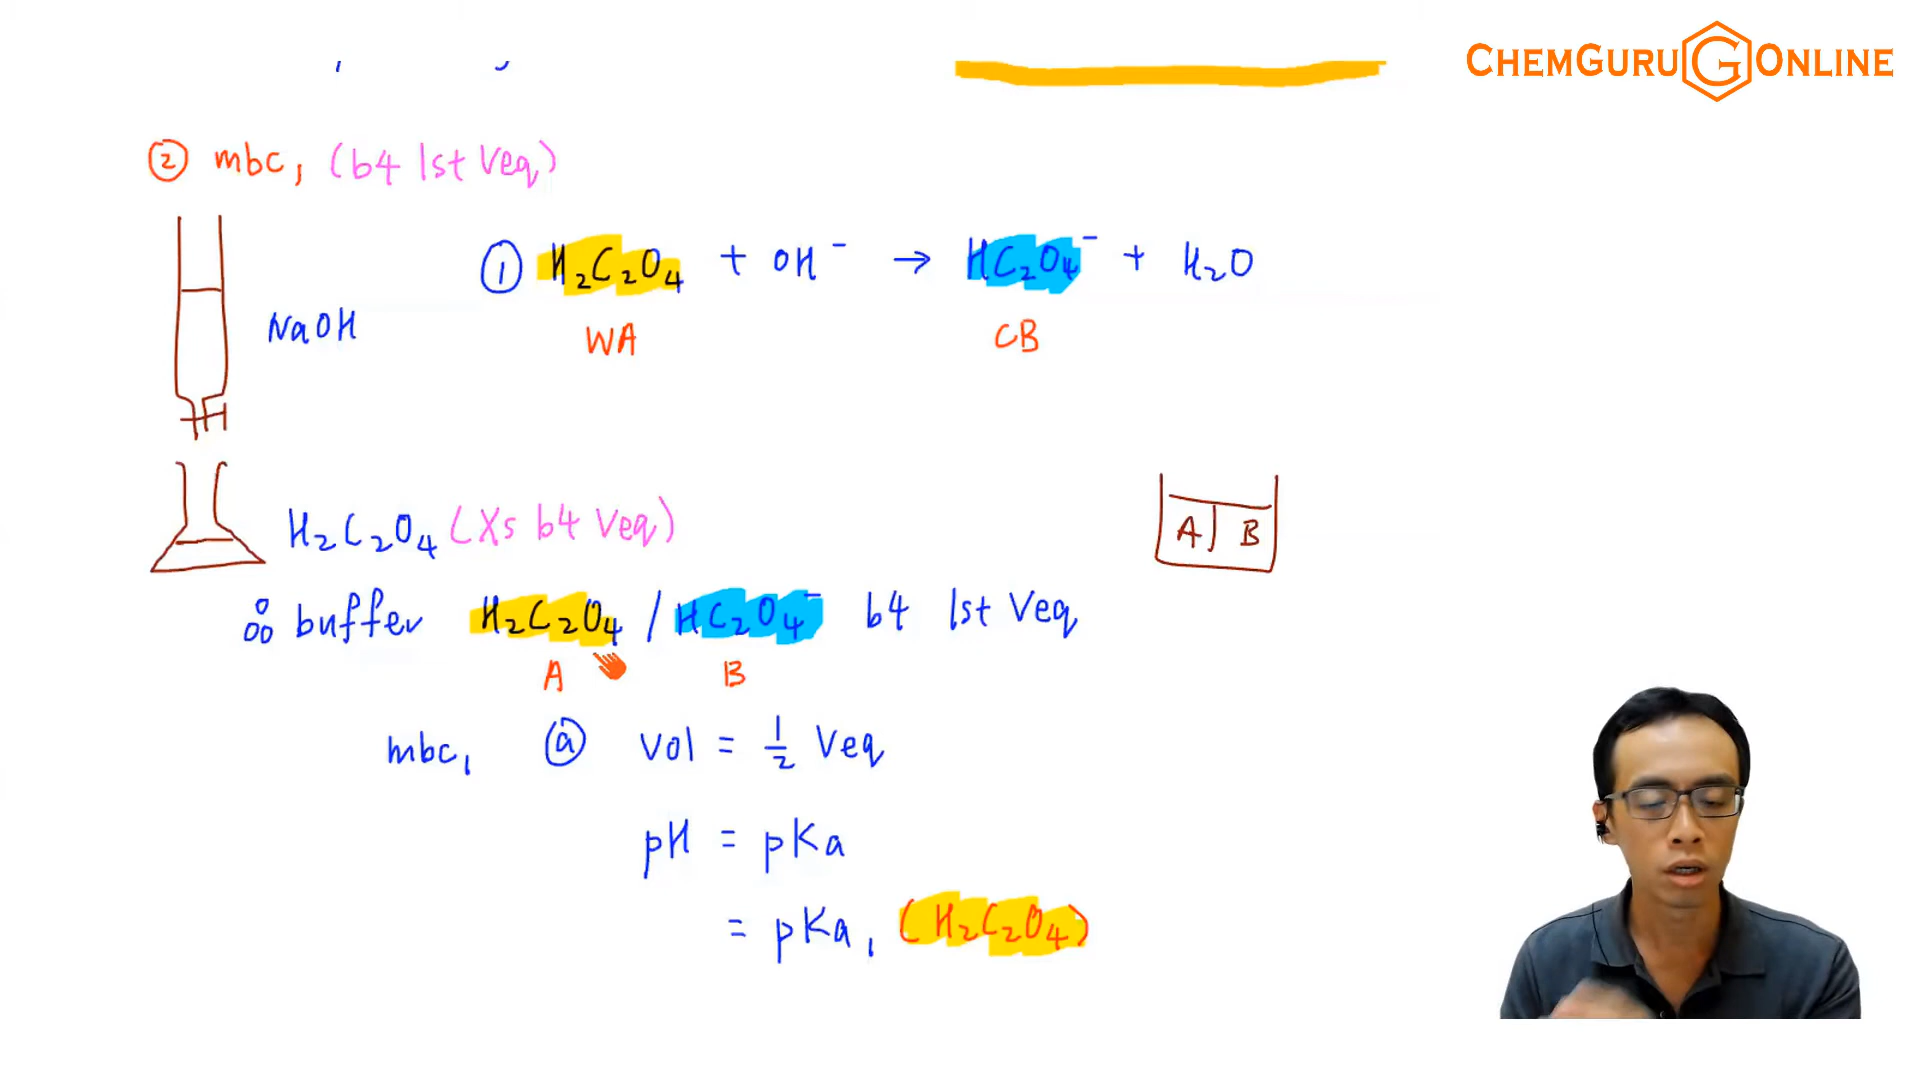 CHEMGURU G ONLINE
② mbc₁ (b4 1st Veq)
① H₂C₂O₄ + OH⁻ → HC₂O₄⁻ + H₂O
WA CB
NaOH
H₂C₂O₄ (Xs b4 Veq)
A B
∴ buffer H₂C₂O₄ / HC₂O₄⁻ b4 1st Veq
A B
mbc₁ @ vol = 1/2 Veq
pH = pKa
= pKa₁ (H₂C₂O₄)